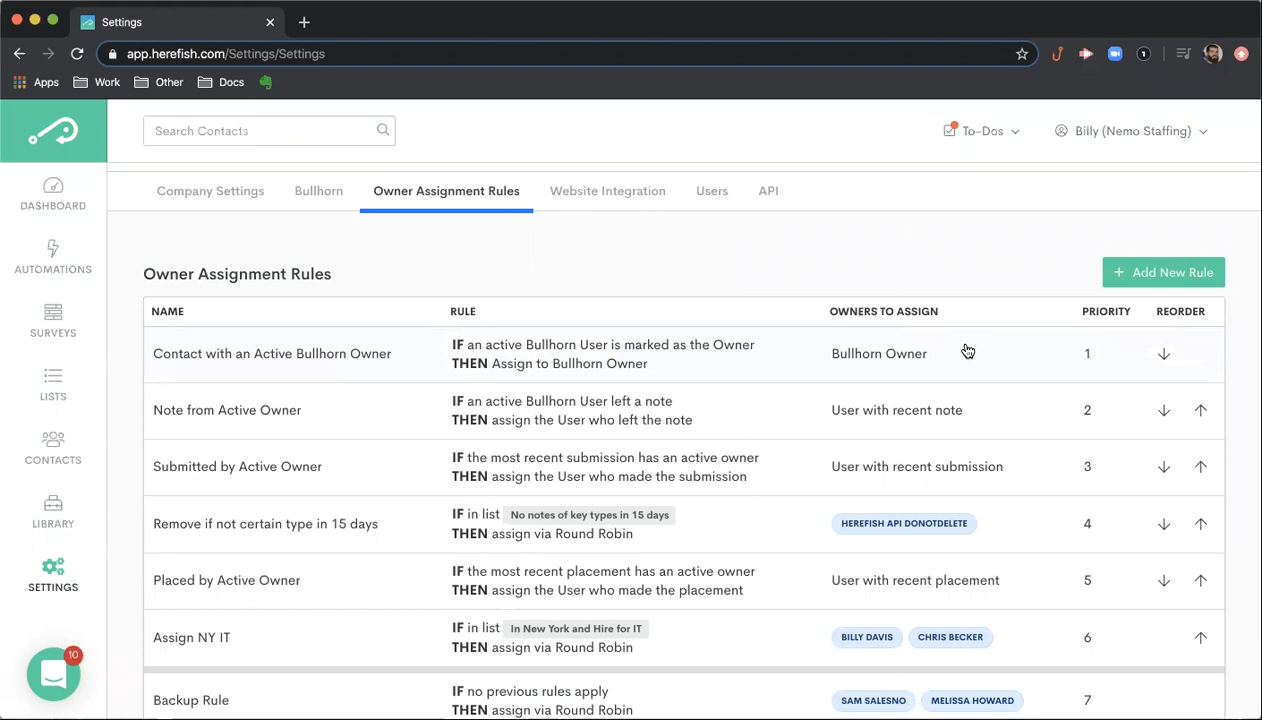 Settings
app.herefish.com/Settings/Settings
Apps Work Other Docs
Search Contacts
To-Dos
Billy (Nemo Staffing)
Company Settings Bullhorn Owner Assignment Rules Website Integration Users API
DASHBOARD
AUTOMATIONS
SURVEYS
LISTS
CONTACTS
LIBRARY
SETTINGS
10
Owner Assignment Rules
+ Add New Rule
NAME RULE OWNERS TO ASSIGN PRIORITY REORDER
Contact with an Active Bullhorn Owner
IF an active Bullhorn User is marked as the Owner
THEN Assign to Bullhorn Owner
Bullhorn Owner 1
Note from Active Owner
IF an active Bullhorn User left a note
THEN assign the User who left the note
User with recent note 2
Submitted by Active Owner
IF the most recent submission has an active owner
THEN assign the User who made the submission
User with recent submission 3
Remove if not certain type in 15 days
IF in list No notes of key types in 15 days
THEN assign via Round Robin
HEREFISH API DONOTDELETE 4
Placed by Active Owner
IF the most recent placement has an active owner
THEN assign the User who made the placement
User with recent placement 5
Assign NY IT
IF in list In New York and Hire for IT
THEN assign via Round Robin
BILLY DAVIS CHRIS BECKER 6
Backup Rule
IF no previous rules apply
THEN assign via Round Robin
SAM SALESNO MELISSA HOWARD 7